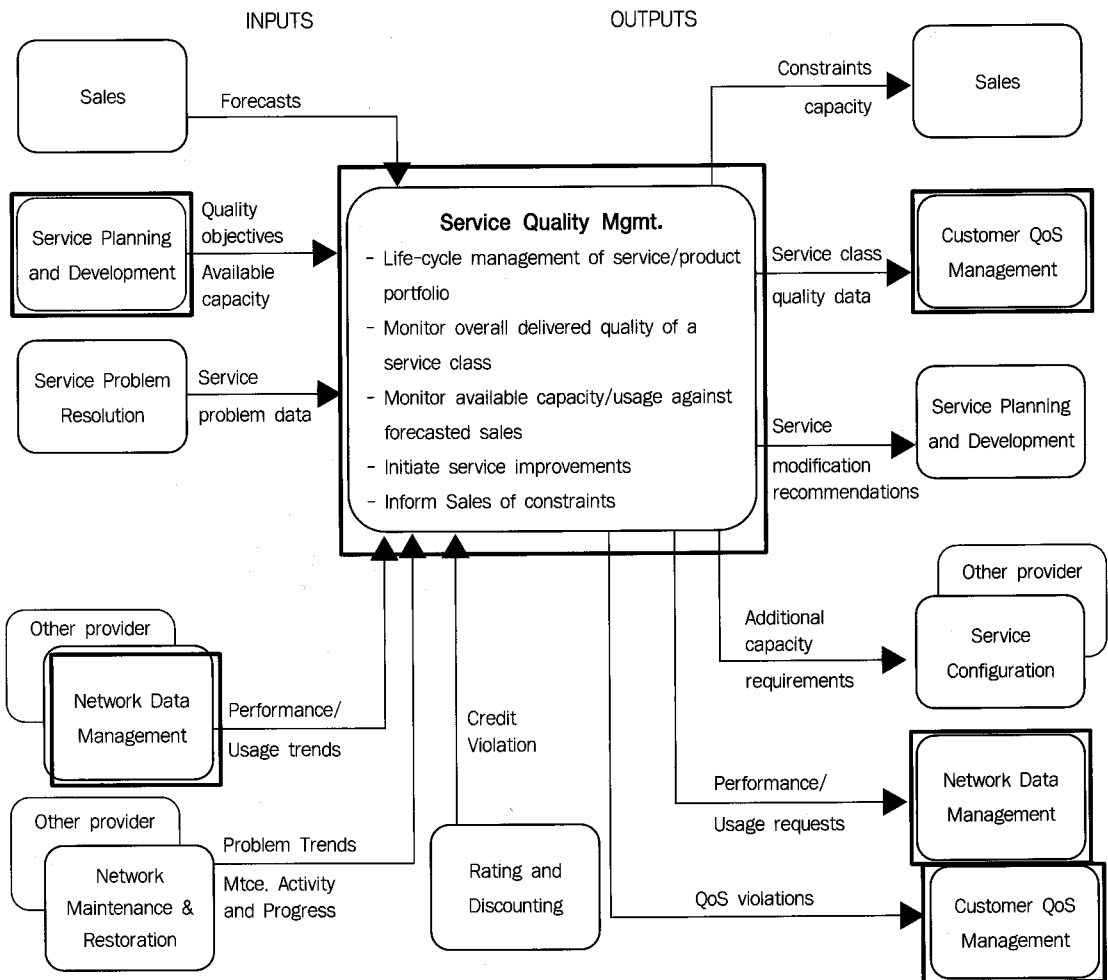 INPUTS
OUTPUTS
Sales
Forecasts
Constraints
capacity
Sales
Service Planning
and Development
Quality
objectives
Available
capacity
Service Problem
Resolution
Service
problem data
Service Quality Mgmt.
- Life-cycle management of service/product
portfolio
- Monitor overall delivered quality of a
service class
- Monitor available capacity/usage against
forecasted sales
- Initiate service improvements
- Inform Sales of constraints
Service class
quality data
Customer QoS
Management
Service
modification
recommendations
Service Planning
and Development
Other provider
Network Data
Management
Performance/
Usage trends
Other provider
Network
Maintenance &
Restoration
Problem Trends
Mtce, Activity
and Progress
Credit
Violation
Rating and
Discounting
Additional
capacity
requirements
Other provider
Service
Configuration
Performance/
Usage requests
Network Data
Management
QoS violations
Customer QoS
Management